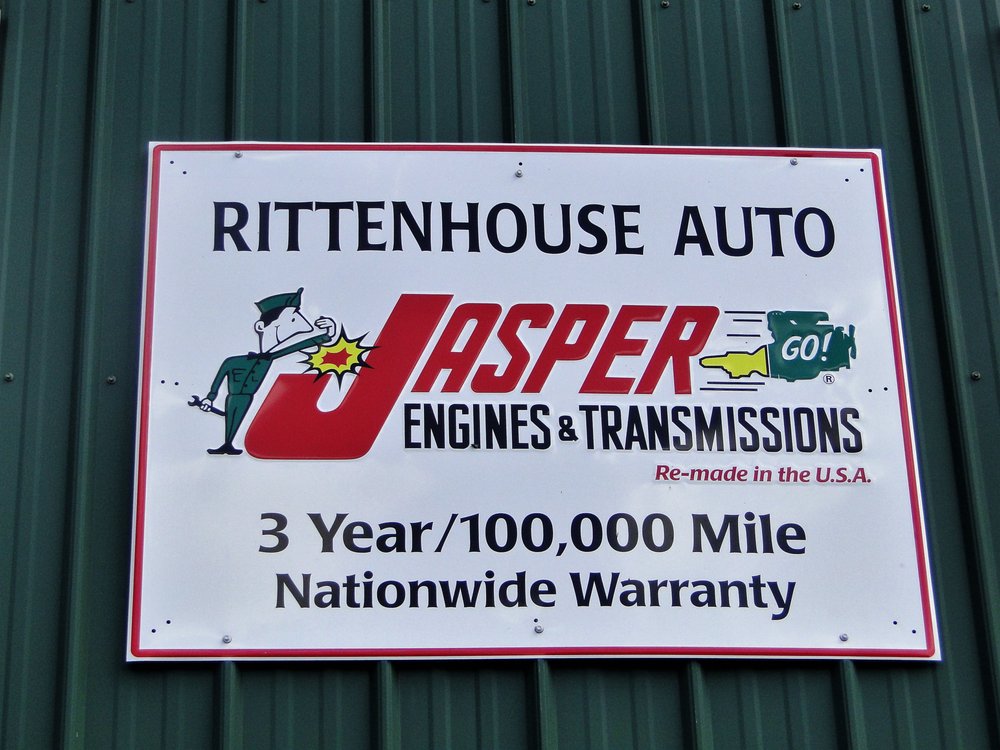 RITTENHOUSE AUTO
JASPER
GO!
®
ENGINES & TRANSMISSIONS
Re-made in the U.S.A.
3 Year/100,000 Mile
Nationwide Warranty